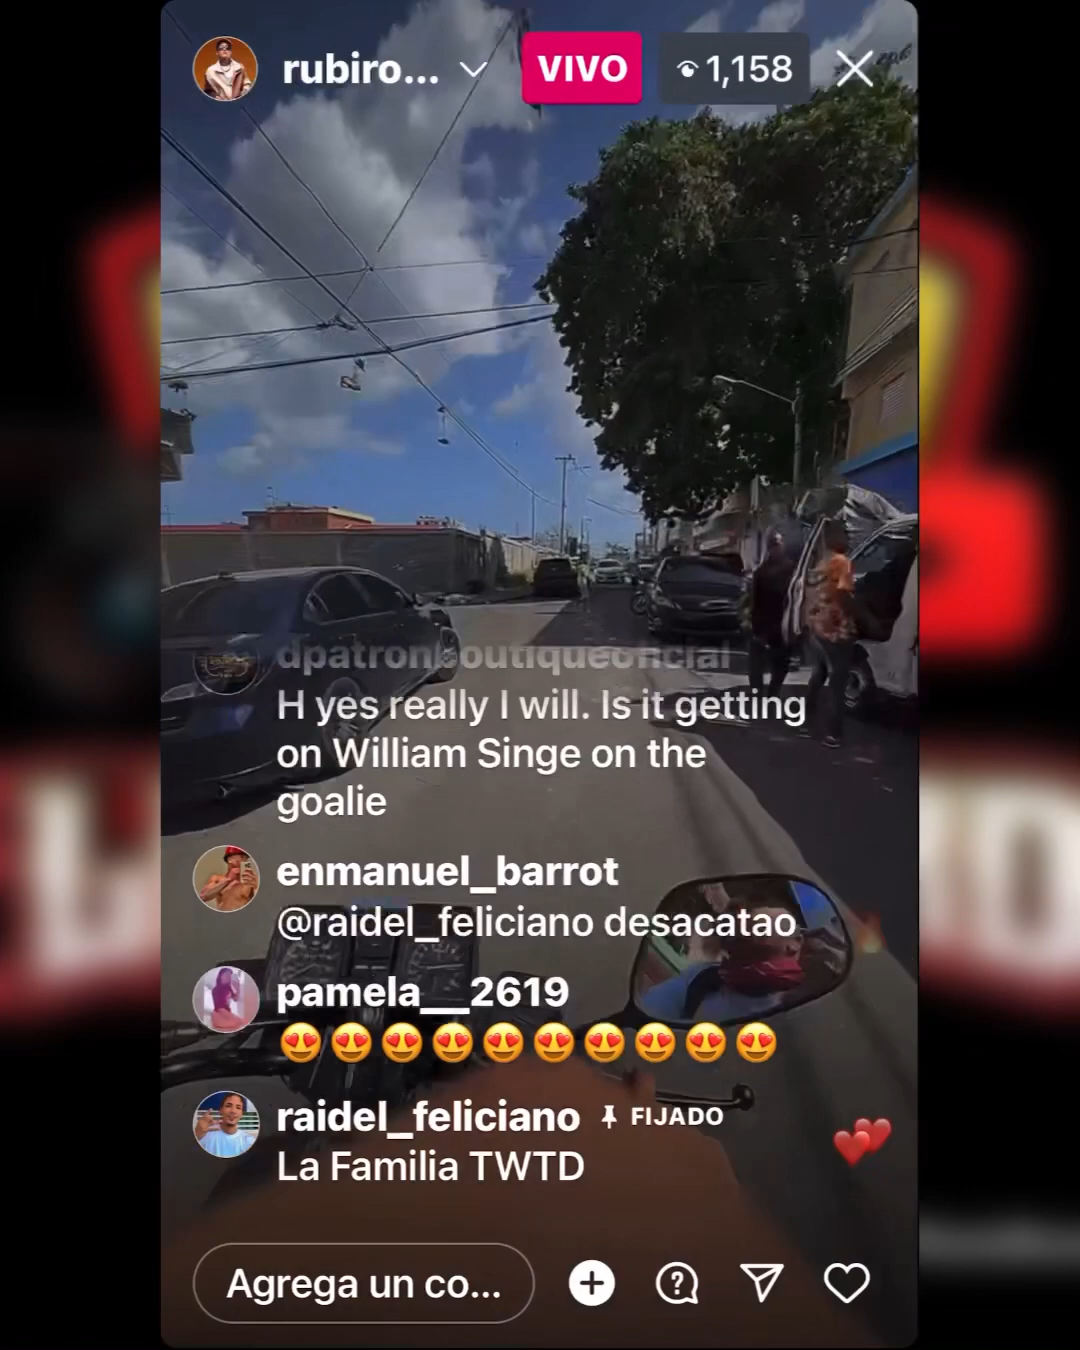 rubiro...
VIVO
1,158
dpatronboutiqueoficial
H yes really I will. Is it getting
on William Singe on the
goalie
enmanuel_barrot
@raidel_feliciano desacatao
pamela__2619
😍😍😍😍😍😍😍😍😍😍
raidel_feliciano FIJADO
La Familia TWTD
Agrega un co...